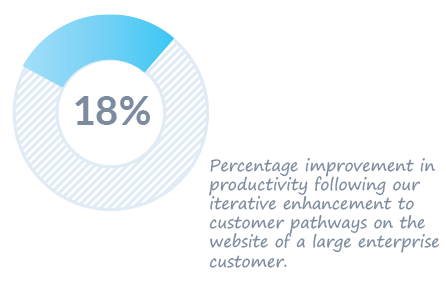 18%
Percentage improvement in
productivity following our
iterative enhancement to
customer pathways on the
website of a large enterprise
customer.